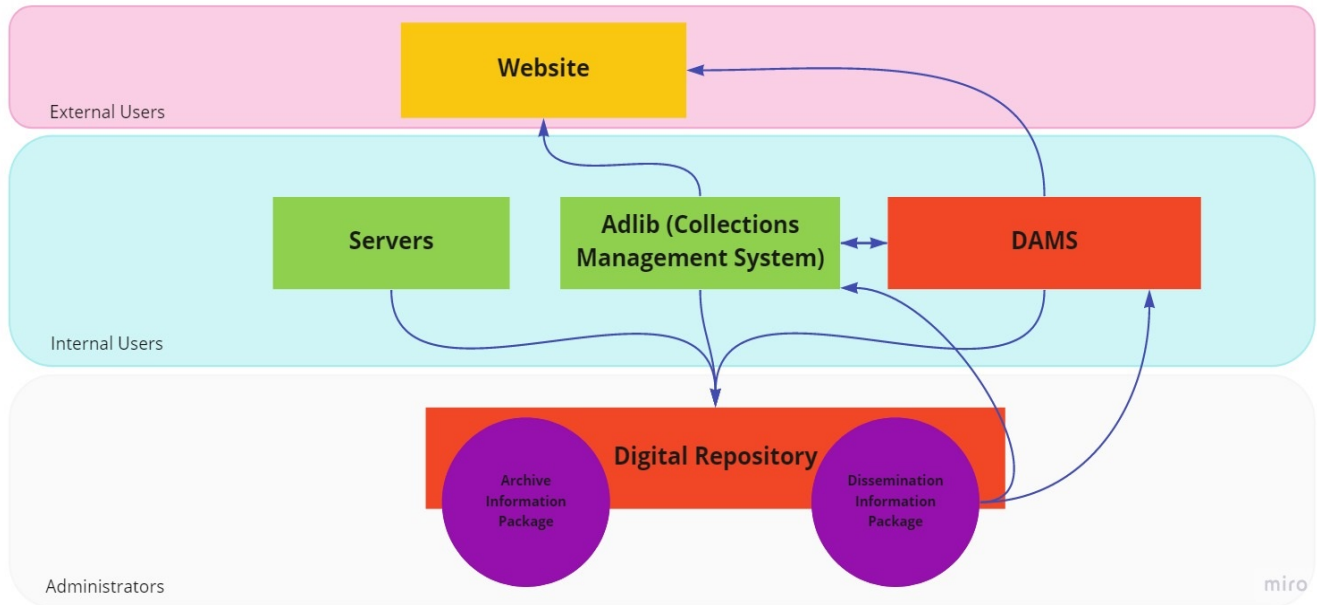 Website
External Users
Servers
Adlib (Collections
Management System)
DAMS
Internal Users
Digital Repository
Archive
Information
Package
Dissemination
Information
Package
Administrators
miro